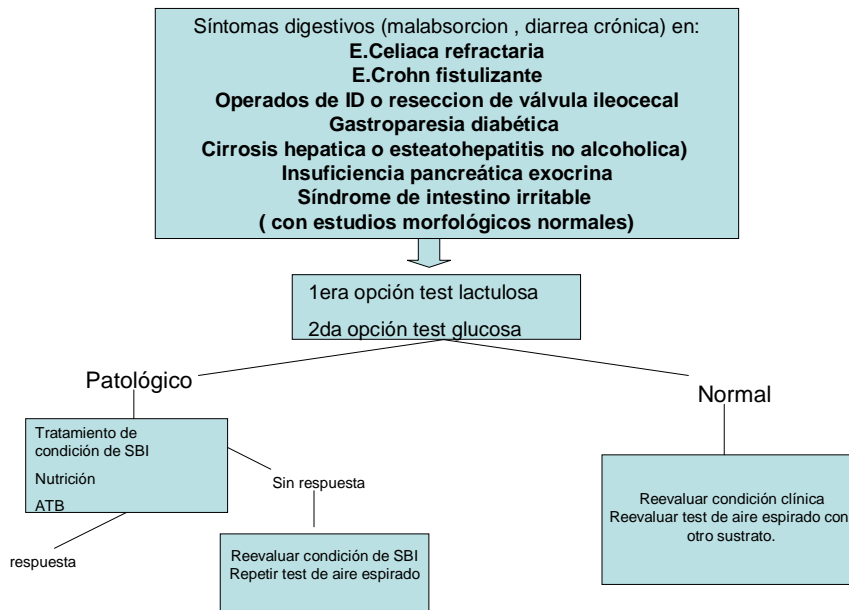 Síntomas digestivos (malabsorcion , diarrea crónica) en:
E.Celiaca refractaria
E.Crohn fistulizante
Operados de ID o reseccion de válvula ileocecal
Gastroparesia diabética
Cirrosis hepatica o esteatohepatitis no alcoholica)
Insuficiencia pancreática exocrina
Síndrome de intestino irritable
( con estudios morfológicos normales)
1era opción test lactulosa
2da opción test glucosa
Patológico
Normal
Tratamiento de
condición de SBI
Nutrición
ATB
Sin respuesta
respuesta
Reevaluar condición de SBI
Repetir test de aire espirado
Reevaluar condición clínica
Reevaluar test de aire espirado con
otro sustrato.